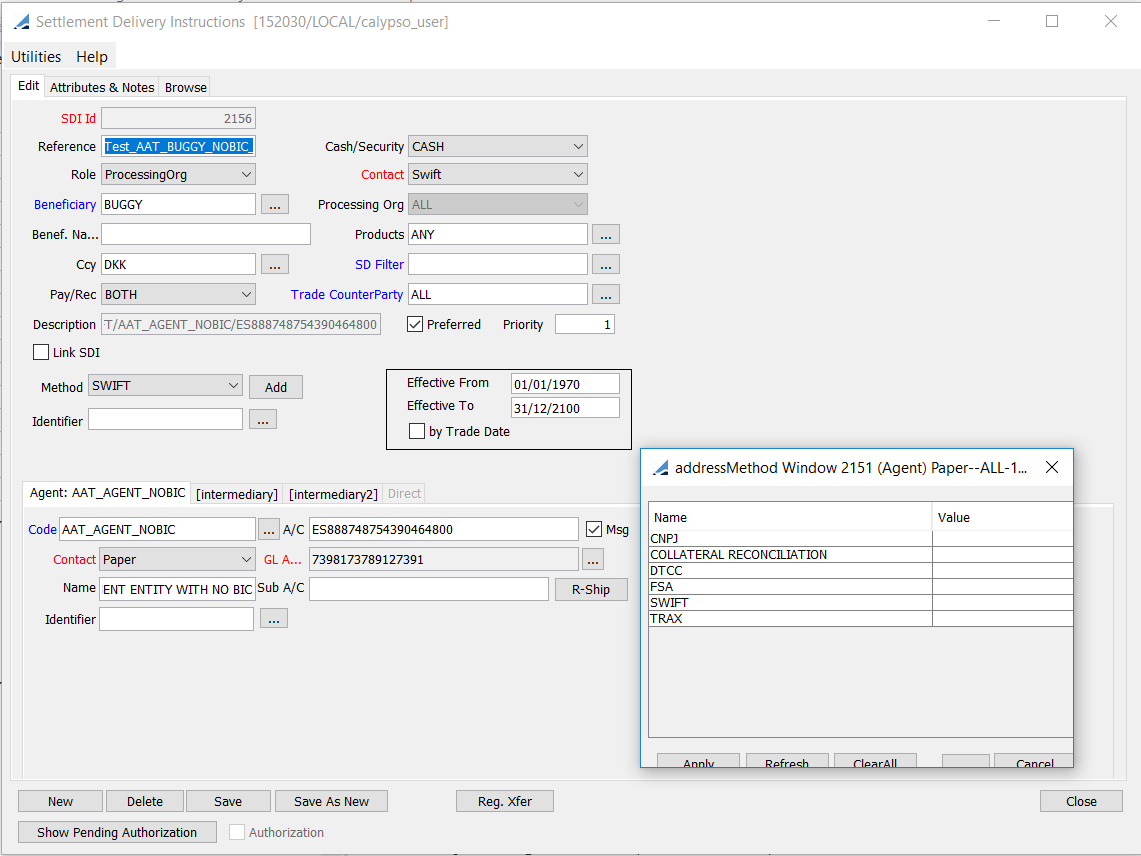 Settlement Delivery Instructions [152030/LOCAL/calypso_user]
Utilities Help
Edit Attributes & Notes Browse
SDI Id 2156
Reference Test_AAT_BUGGY_NOBIC_ Cash/Security CASH
Role ProcessingOrg Contact Swift
Beneficiary BUGGY ... Processing Org ALL
Benef. Na... Products ANY ...
Ccy DKK ... SD Filter ...
Pay/Rec BOTH Trade CounterParty ALL ...
Description T/AAT_AGENT_NOBIC/ES888748754390464800 Preferred Priority 1
Link SDI
Method SWIFT Add
Effective From 01/01/1970
Effective To 31/12/2100
Identifier ...
by Trade Date
addressMethod Window 2151 (Agent) Paper--ALL-1...
Agent: AAT_AGENT_NOBIC [intermediary] [intermediary2] Direct
Code AAT_AGENT_NOBIC ... A/C ES888748754390464800 Msg
Contact Paper GL A... 7398173789127391 ...
Name ENT ENTITY WITH NO BIC Sub A/C R-Ship
Identifier ...
Name Value
CNPJ
COLLATERAL RECONCILIATION
DTCC
FSA
SWIFT
TRAX
Apply Refresh ClearAll Cancel
New Delete Save Save As New Reg. Xfer Close
Show Pending Authorization Authorization